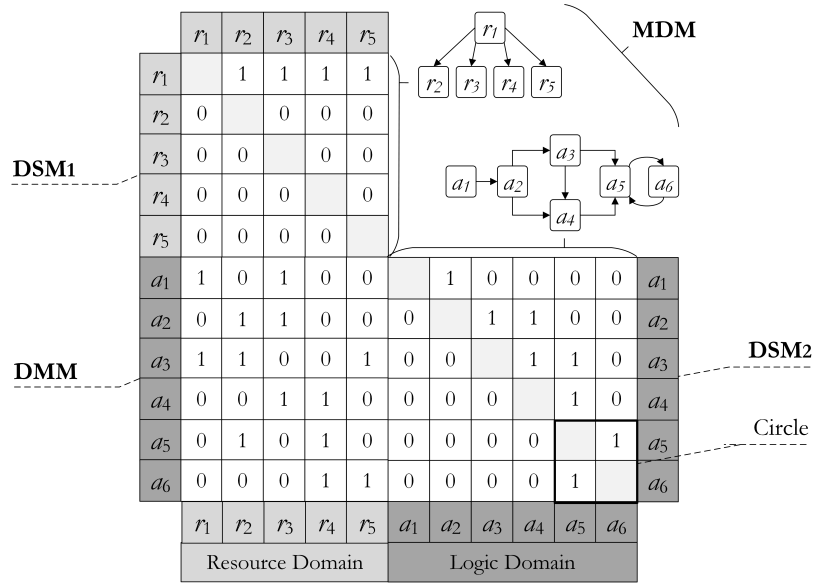 r1 r2 r3 r4 r5
r1 1 1 1 1
r2 0 0 0 0
r3 0 0 0 0
r4 0 0 0 0
r5 0 0 0 0
a1 1 0 1 0 0 1 0 0 0 0 a1
a2 0 1 1 0 0 0 1 1 0 0 a2
a3 1 1 0 0 1 0 0 1 1 0 a3
a4 0 0 1 1 0 0 0 0 1 0 a4
a5 0 1 0 1 0 0 0 0 0 1 a5
a6 0 0 0 1 1 0 0 0 0 1 a6
r1 r2 r3 r4 r5 a1 a2 a3 a4 a5 a6
Resource Domain Logic Domain
DSM1
DMM
r1
r2 r3 r4 r5
MDM
a3
a1 a2 a5 a6
a4
DSM2
Circle